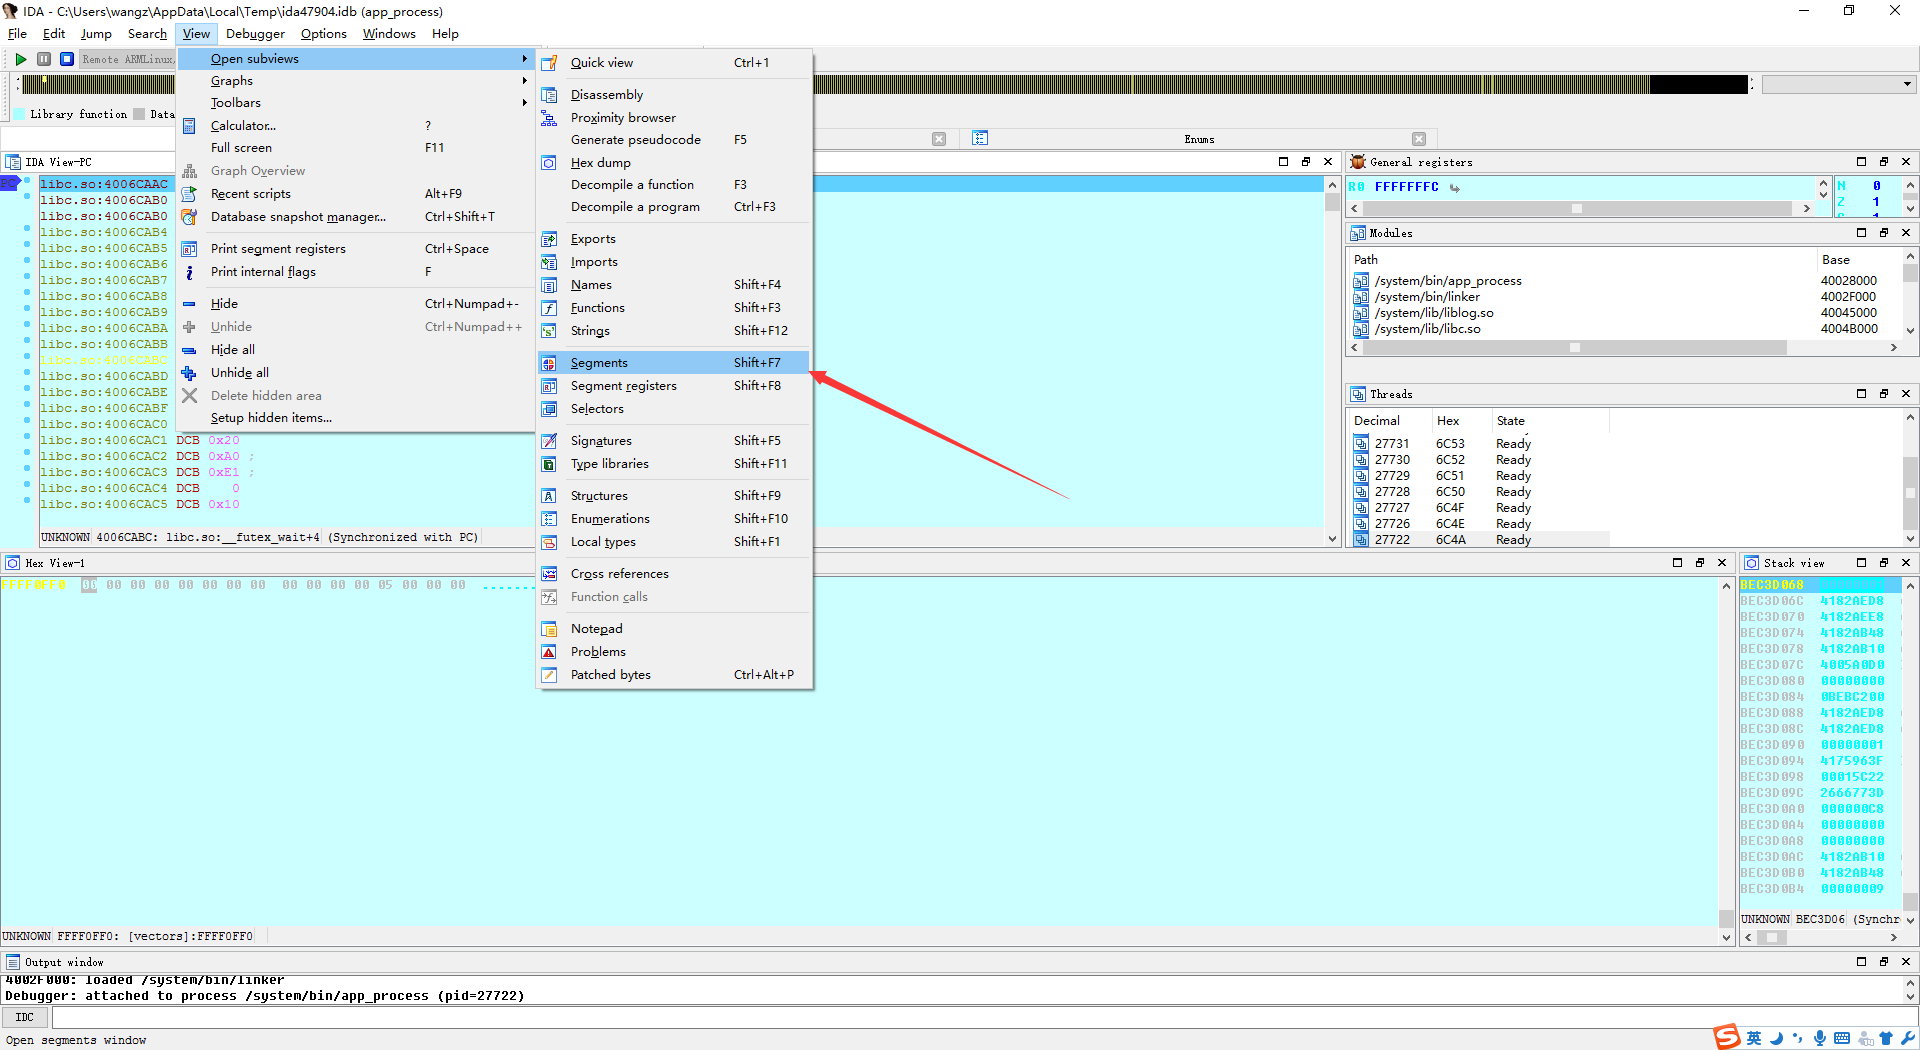 IDA - C:\Users\wangz\AppData\Local\Temp\ida47904.idb (app_process)
File Edit Jump Search View Debugger Options Windows Help
Remote ARMLinux,
Library function Data
Open subviews
Graphs
Toolbars
Calculator... ?
Full screen F11
Graph Overview
Recent scripts Alt+F9
Database snapshot manager... Ctrl+Shift+T
Print segment registers Ctrl+Space
Print internal flags F
Hide Ctrl+Numpad+-
Unhide Ctrl+Numpad++
Hide all
Unhide all
Delete hidden area
Setup hidden items...
Quick view Ctrl+1
Disassembly
Proximity browser
Generate pseudocode F5
Hex dump
Decompile a function F3
Decompile a program Ctrl+F3
Exports
Imports
Names Shift+F4
Functions Shift+F3
Strings Shift+F12
Segments Shift+F7
Segment registers Shift+F8
Selectors
Signatures Shift+F5
Type libraries Shift+F11
Structures Shift+F9
Enumerations Shift+F10
Local types Shift+F1
Cross references
Function calls
Notepad
Problems
Patched bytes Ctrl+Alt+P
Enums
IDA View-PC
PC
libc.so:4006CAAC
libc.so:4006CAB0
libc.so:4006CAB0
libc.so:4006CAB4
libc.so:4006CAB5
libc.so:4006CAB6
libc.so:4006CAB7
libc.so:4006CAB8
libc.so:4006CAB9
libc.so:4006CABA
libc.so:4006CABB
libc.so:4006CABC
libc.so:4006CABD
libc.so:4006CABE
libc.so:4006CABF
libc.so:4006CAC0
libc.so:4006CAC1 DCB 0x20
libc.so:4006CAC2 DCB 0xA0 ;
libc.so:4006CAC3 DCB 0xE1 ;
libc.so:4006CAC4 DCB 0
libc.so:4006CAC5 DCB 0x10
UNKNOWN 4006CABC: libc.so:__futex_wait+4 (Synchronized with PC)
General registers
R0 FFFFFFFC
N 0
Z 1
Modules
Path Base
/system/bin/app_process 40028000
/system/bin/linker 4002F000
/system/lib/liblog.so 40045000
/system/lib/libc.so 4004B000
Threads
Decimal Hex State
27731 6C53 Ready
27730 6C52 Ready
27729 6C51 Ready
27728 6C50 Ready
27727 6C4F Ready
27726 6C4E Ready
27722 6C4A Ready
Hex View-1
FFFF0FF0 00 00 00 00 00 00 00 00 00 00 00 00 05 00 00 00
UNKNOWN FFFF0FF0: [vectors]:FFFF0FF0
Stack view
BEC3D068
BEC3D06C 4182AED8
BEC3D070 4182AEE8
BEC3D074 4182AB48
BEC3D078 4182AB10
BEC3D07C 4005A0D0
BEC3D080 00000000
BEC3D084 0BEBC200
BEC3D088 4182AED8
BEC3D08C 4182AED8
BEC3D090 00000001
BEC3D094 4175963F
BEC3D098 00015C22
BEC3D09C 2666773D
BEC3D0A0 000000C8
BEC3D0A4 00000000
BEC3D0A8 00000000
BEC3D0AC 4182AB10
BEC3D0B0 4182AB48
BEC3D0B4 00000009
UNKNOWN BEC3D06 (Synchr
Output window
4002F000: loaded /system/bin/linker
Debugger: attached to process /system/bin/app_process (pid=27722)
IDC
Open segments window
S 英